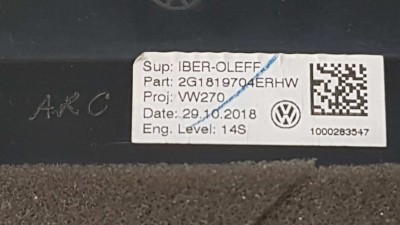 Sup: IBER-OLEFF
Part: 2G1819704ERHW
Proj: VW270
Date: 29.10.2018
Eng. Level: 14S
1000283547
ARC